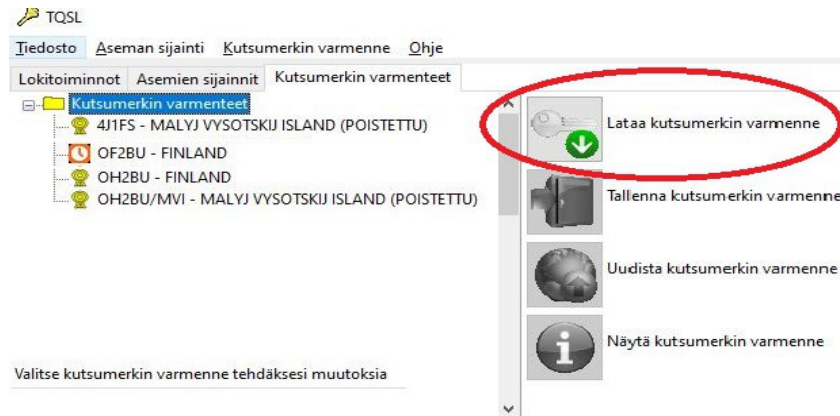 TQSL
Tiedosto Aseman sijainti Kutsumerkin varmenne Ohje
Lokitoiminnot Asemien sijainnit Kutsumerkin varmenteet
Kutsumerkin varmenteet
4J1FS - MALYJ VYSOTSKIJ ISLAND (POISTETTU)
OF2BU - FINLAND
OH2BU - FINLAND
OH2BU/MVI - MALYJ VYSOTSKIJ ISLAND (POISTETTU)
Valitse kutsumerkin varmenne tehdäksesi muutoksia
Lataa kutsumerkin varmenne
Tallenna kutsumerkin varmenne
Uudista kutsumerkin varmenne
Näytä kutsumerkin varmenne